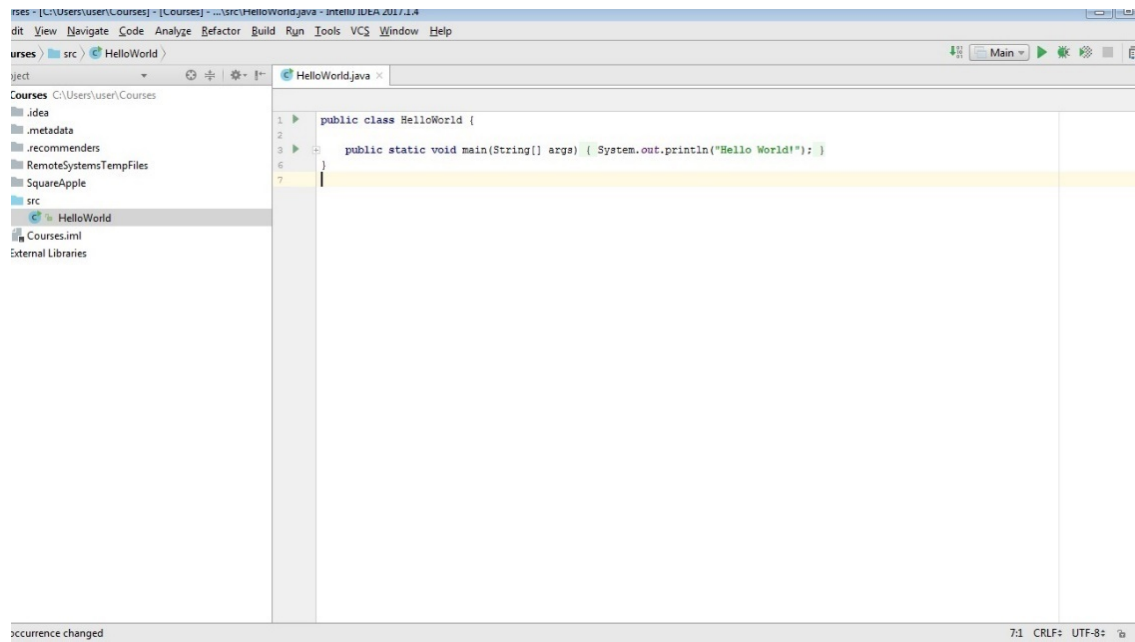 rses - [C:\Users\user\Courses] - [Courses] - ...\src\HelloWorld.java - IntelliJ IDEA 2017.1.4
dit View Navigate Code Analyze Refactor Build Run Tools VCS Window Help
urses src HelloWorld Main
ject HelloWorld.java
Courses C:\Users\user\Courses
.idea
.metadata
.recommenders
RemoteSystemsTempFiles
SquareApple
src
HelloWorld
Courses.iml
External Libraries
1 public class HelloWorld {
2
3 public static void main(String[] args) { System.out.println("Hello World!"); }
6 }
7
occurrence changed 7:1 CRLF UTF-8